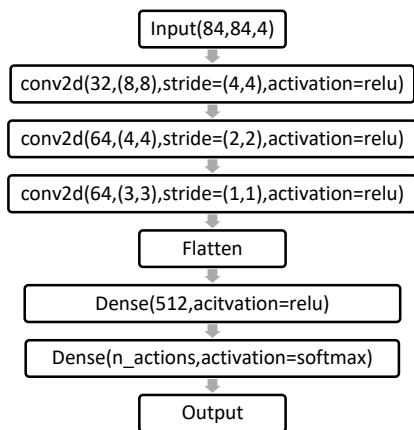 Input(84,84,4)
conv2d(32,(8,8),stride=(4,4),activation=relu)
conv2d(64,(4,4),stride=(2,2),activation=relu)
conv2d(64,(3,3),stride=(1,1),activation=relu)
Flatten
Dense(512,acitvation=relu)
Dense(n_actions,activation=softmax)
Output